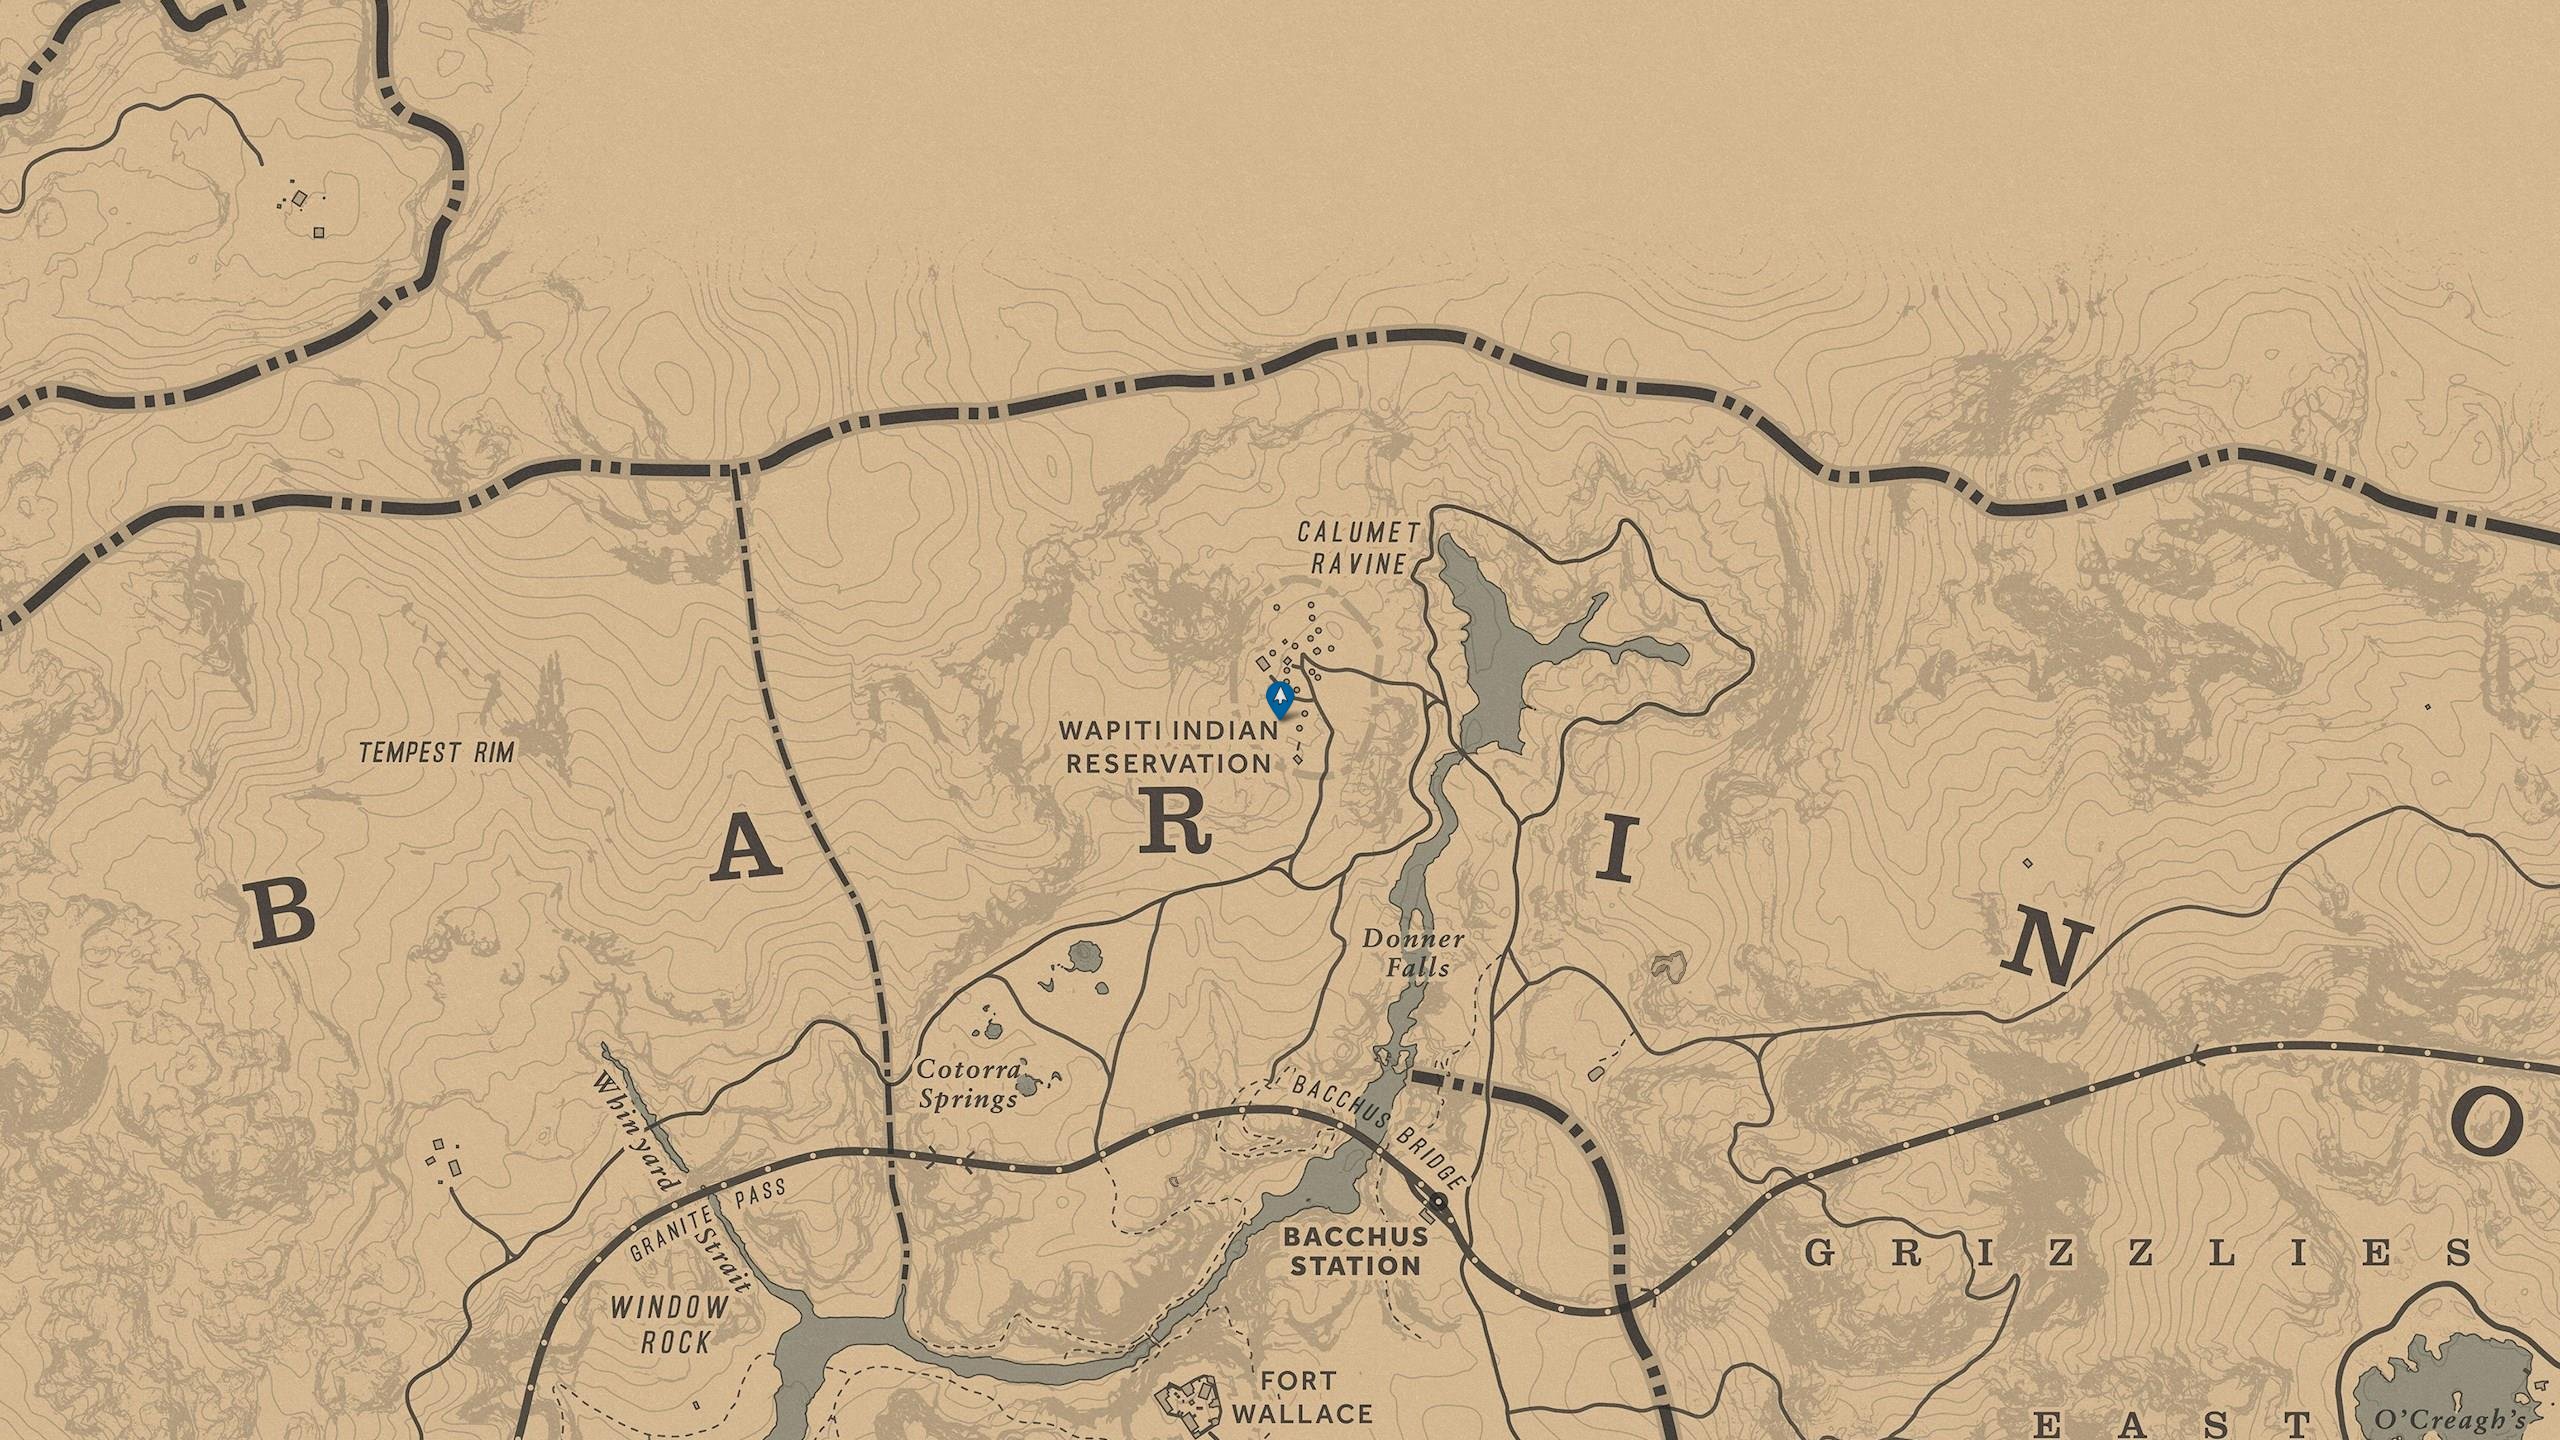 CALUMET
RAVINE
WAPITI INDIAN
RESERVATION
TEMPEST RIM
B A R I N O
Donner
Falls
Cotorra
Springs
Whinyard
Strait
BACCHUS BRIDGE
GRANITE PASS
BACCHUS
STATION
GRIZZLIES
WINDOW
ROCK
FORT
WALLACE
EAST
O'Creagh's